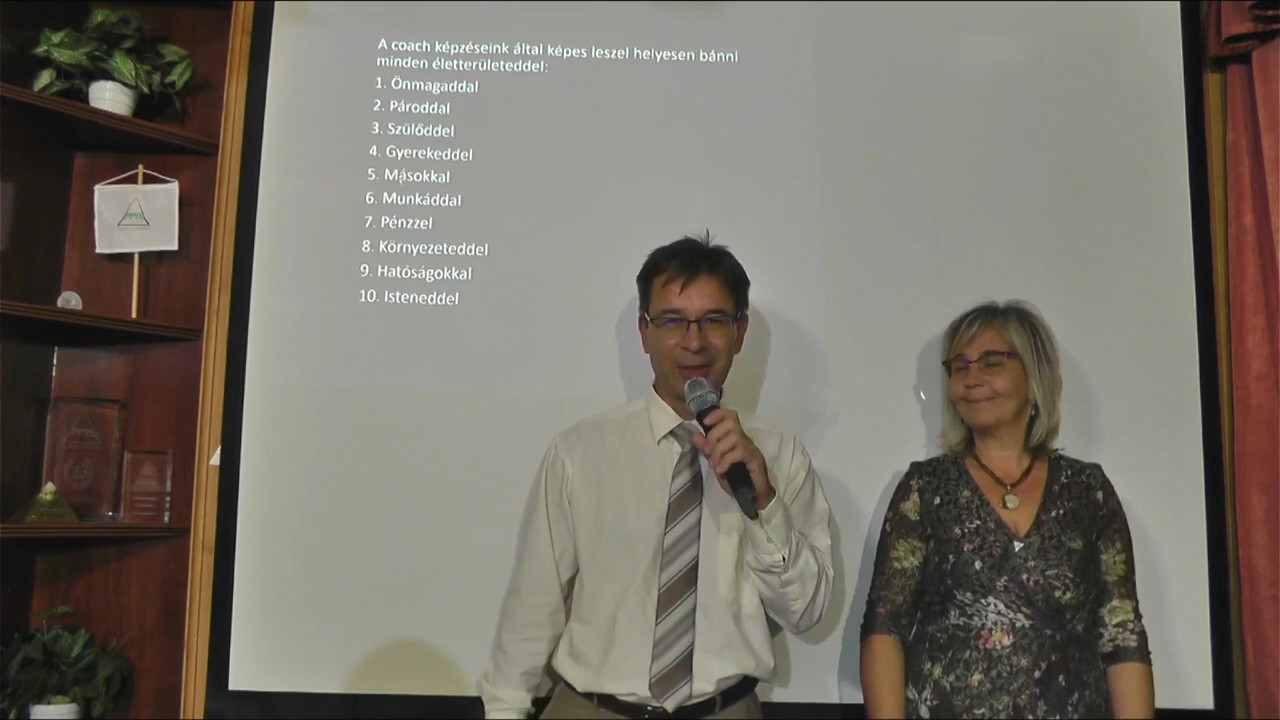 A coach képzéseink által képes leszel helyesen bánni
minden életterületeddel:
1. Önmagaddal
2. Pároddal
3. Szülőddel
4. Gyerekeddel
5. Másokkal
6. Munkáddal
7. Pénzzel
8. Környezeteddel
9. Hatóságokkal
10. Isteneddel